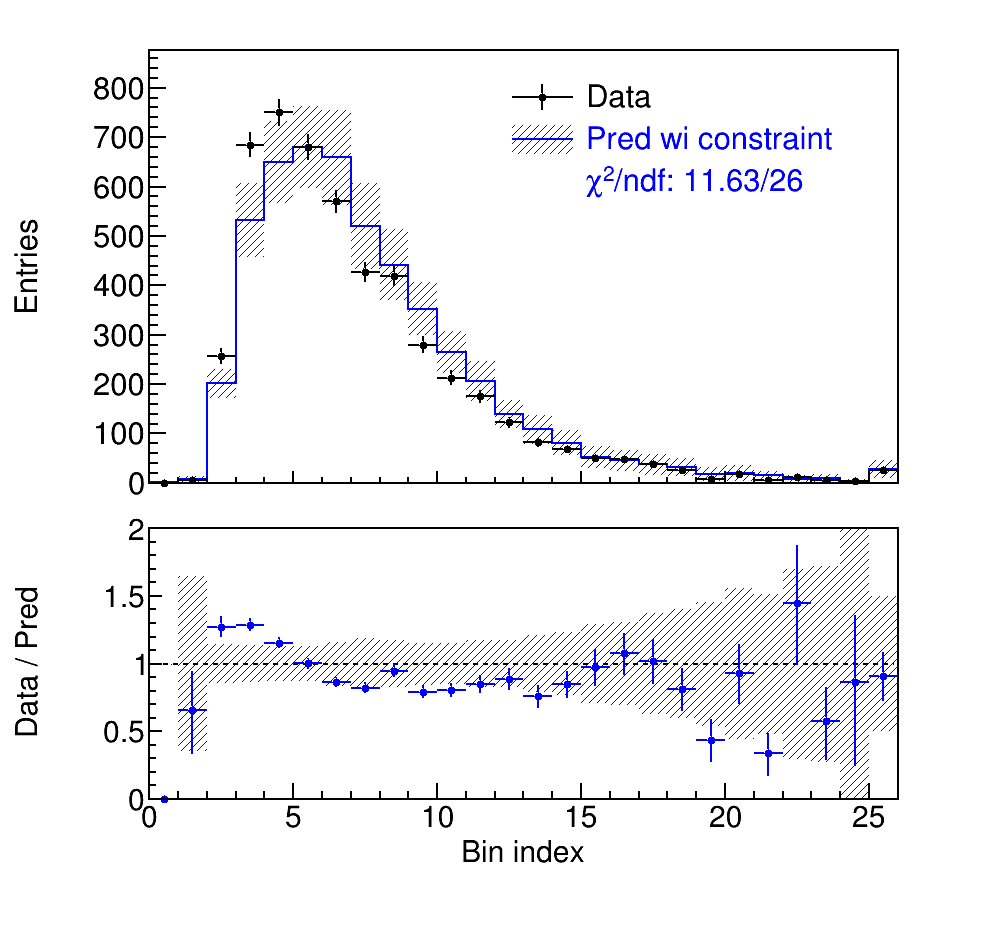 Entries
800
700
600
500
400
300
200
100
0
Data
Pred wi constraint
χ²/ndf: 11.63/26
Data / Pred
2
1.5
1
0.5
0
0 5 10 15 20 25
Bin index